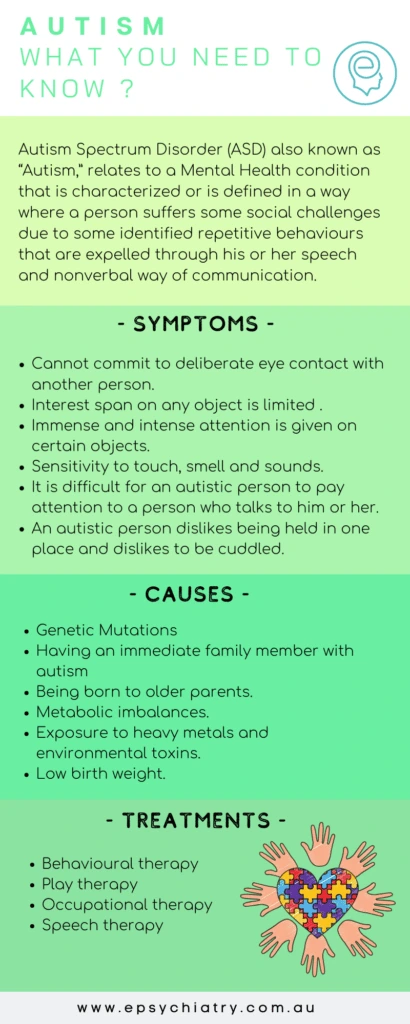 AUTISM
WHAT YOU NEED TO
KNOW ?
Autism Spectrum Disorder (ASD) also known as
“Autism,” relates to a Mental Health condition
that is characterized or is defined in a way
where a person suffers some social challenges
due to some identified repetitive behaviours
that are expelled through his or her speech
and nonverbal way of communication.
- SYMPTOMS -
• Cannot commit to deliberate eye contact with
another person.
• Interest span on any object is limited .
• Immense and intense attention is given on
certain objects.
• Sensitivity to touch, smell and sounds.
• It is difficult for an autistic person to pay
attention to a person who talks to him or her.
• An autistic person dislikes being held in one
place and dislikes to be cuddled.
- CAUSES -
• Genetic Mutations
• Having an immediate family member with
autism
• Being born to older parents.
• Metabolic imbalances.
• Exposure to heavy metals and
environmental toxins.
• Low birth weight.
- TREATMENTS -
• Behavioural therapy
• Play therapy
• Occupational therapy
• Speech therapy
www.epsychiatry.com.au